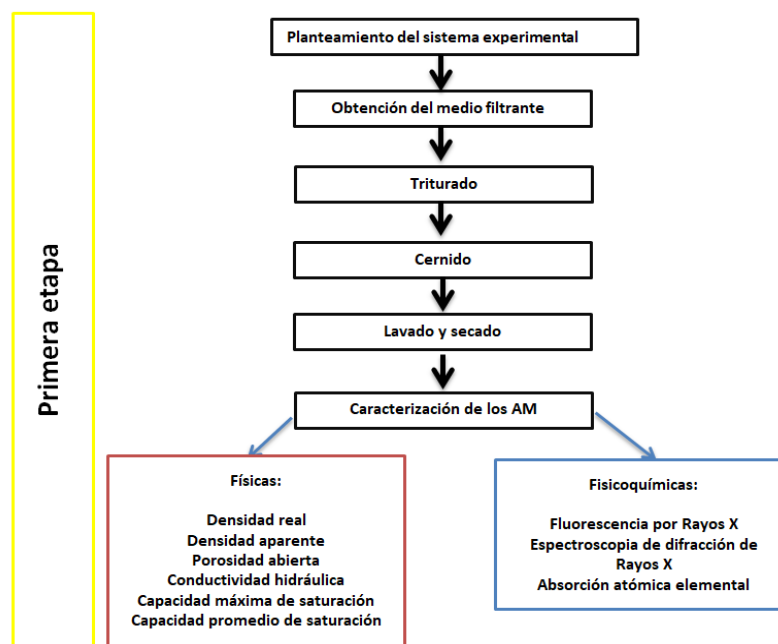 Primera etapa
Planteamiento del sistema experimental
Obtención del medio filtrante
Triturado
Cernido
Lavado y secado
Caracterización de los AM
Físicas:
Densidad real
Densidad aparente
Porosidad abierta
Conductividad hidráulica
Capacidad máxima de saturación
Capacidad promedio de saturación
Fisicoquímicas:
Fluorescencia por Rayos X
Espectroscopia de difracción de
Rayos X
Absorción atómica elemental